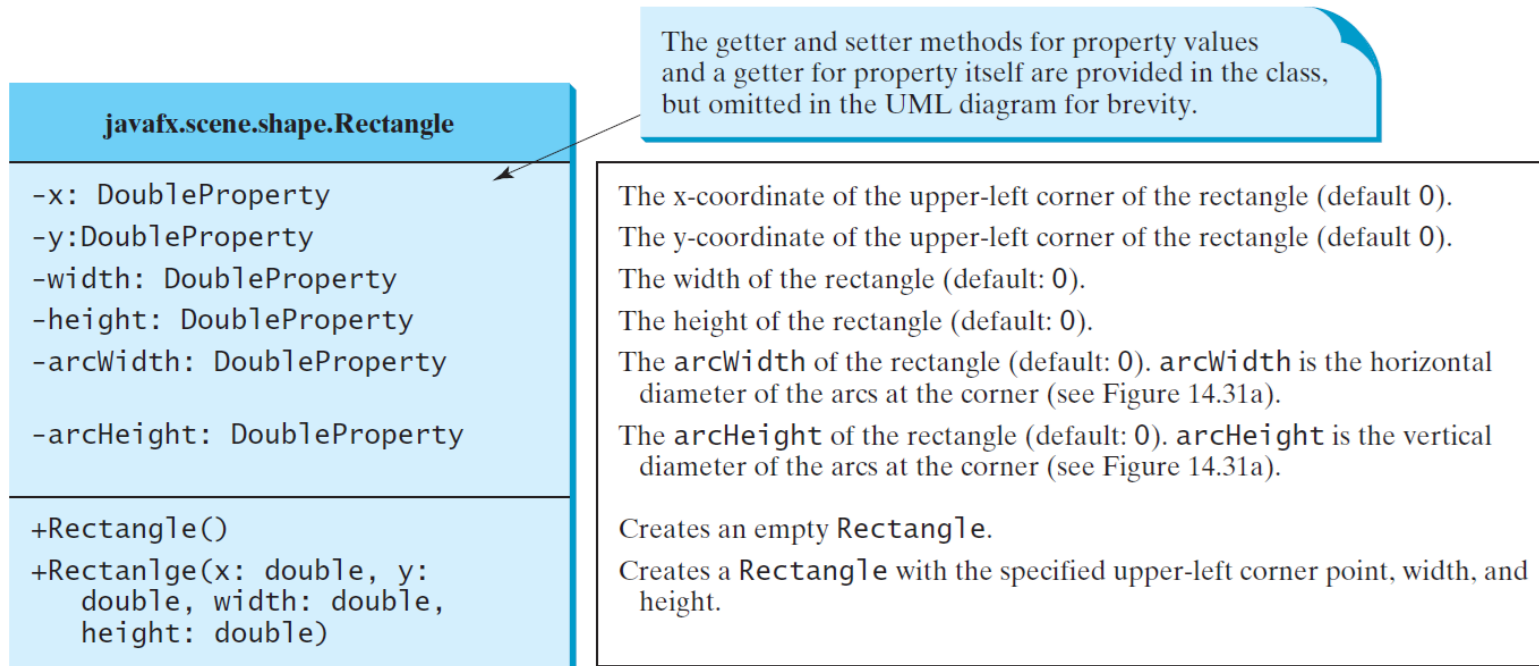 The getter and setter methods for property values
and a getter for property itself are provided in the class,
but omitted in the UML diagram for brevity.
javafx.scene.shape.Rectangle
-x: DoubleProperty
The x-coordinate of the upper-left corner of the rectangle (default 0).
-y:DoubleProperty
The y-coordinate of the upper-left corner of the rectangle (default 0).
-width: DoubleProperty
The width of the rectangle (default: 0).
-height: DoubleProperty
The height of the rectangle (default: 0).
-arcWidth: DoubleProperty
The arcWidth of the rectangle (default: 0). arcWidth is the horizontal
diameter of the arcs at the corner (see Figure 14.31a).
-arcHeight: DoubleProperty
The arcHeight of the rectangle (default: 0). arcHeight is the vertical
diameter of the arcs at the corner (see Figure 14.31a).
+Rectangle()
Creates an empty Rectangle.
+Rectanlge(x: double, y:
double, width: double,
height: double)
Creates a Rectangle with the specified upper-left corner point, width, and
height.